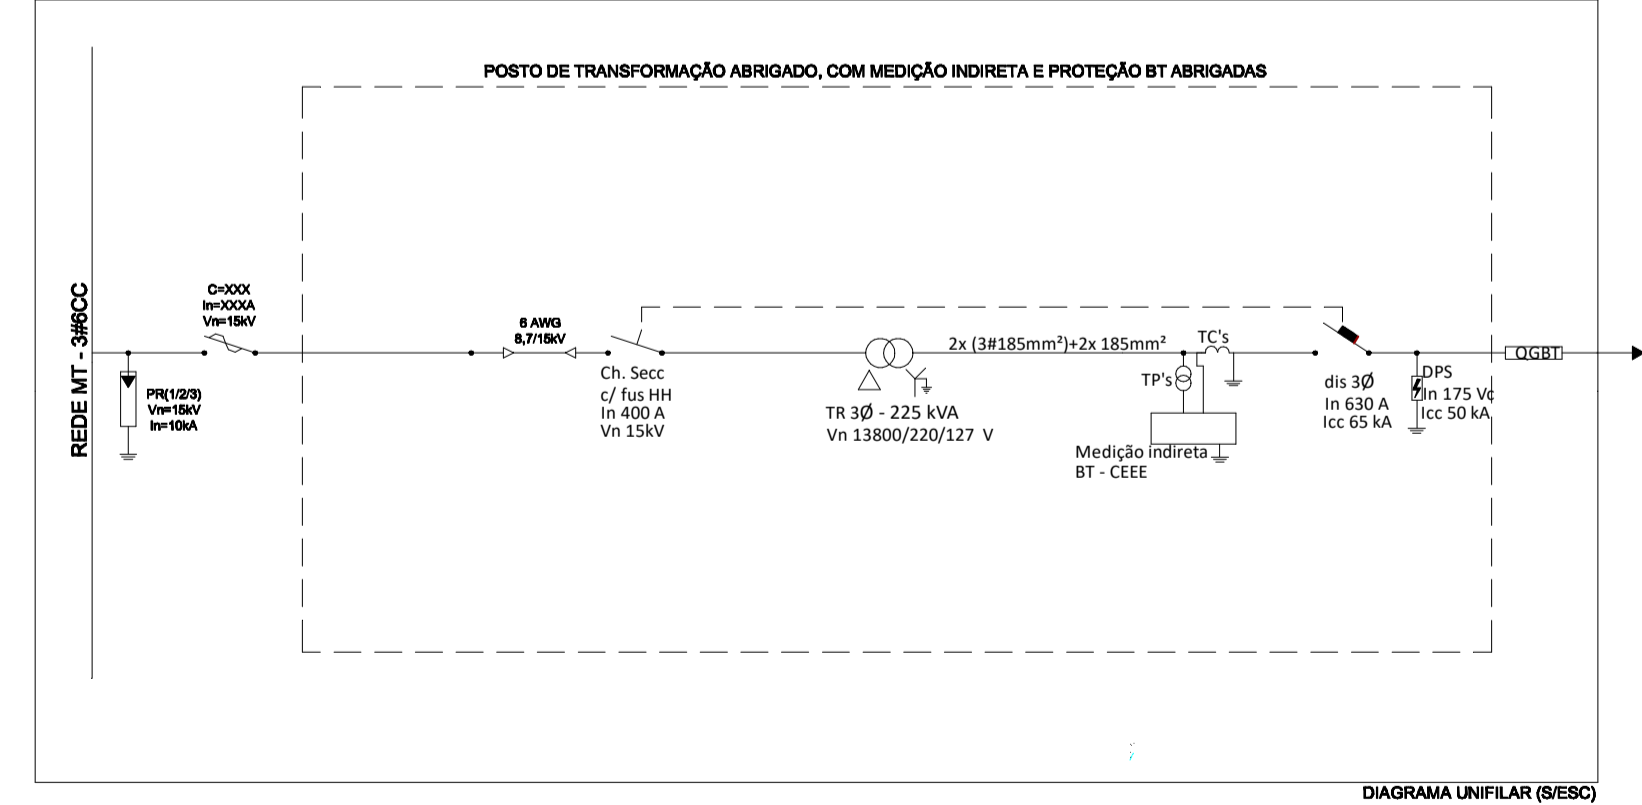 POSTO DE TRANSFORMAÇÃO ABRIGADO, COM MEDIÇÃO INDIRETA E PROTEÇÃO BT ABRIGADAS
REDE MT - 3#6CC
PR(1/2/3)
Vn=15kV
In=10kA
C=XXX
In=XXXA
Vn=15kV
6 AWG
8,7/15kV
Ch. Secc
c/ fus HH
In 400 A
Vn 15kV
TR 3Ø - 225 kVA
Vn 13800/220/127 V
2x (3#185mm²)+2x 185mm²
TC's
TP's
Medição indireta
BT - CEEE
dis 3Ø
In 630 A
Icc 65 kA
DPS
In 175 Vc
Icc 50 kA
QGBT
DIAGRAMA UNIFILAR (S/ESC)